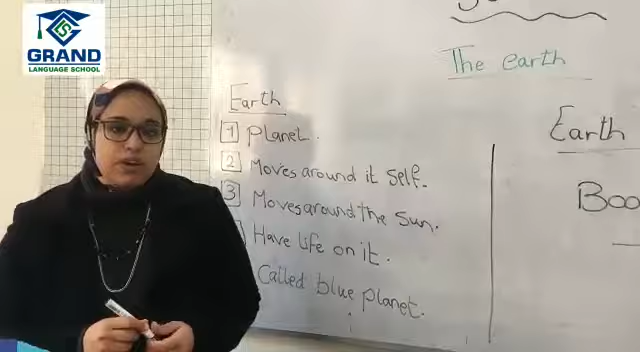 GRAND
LANGUAGE SCHOOL
The earth
Earth
1 Planet.
2 Moves around it self.
3 Moves around the Sun.
Have life on it.
Called blue planet.
Earth
Boo